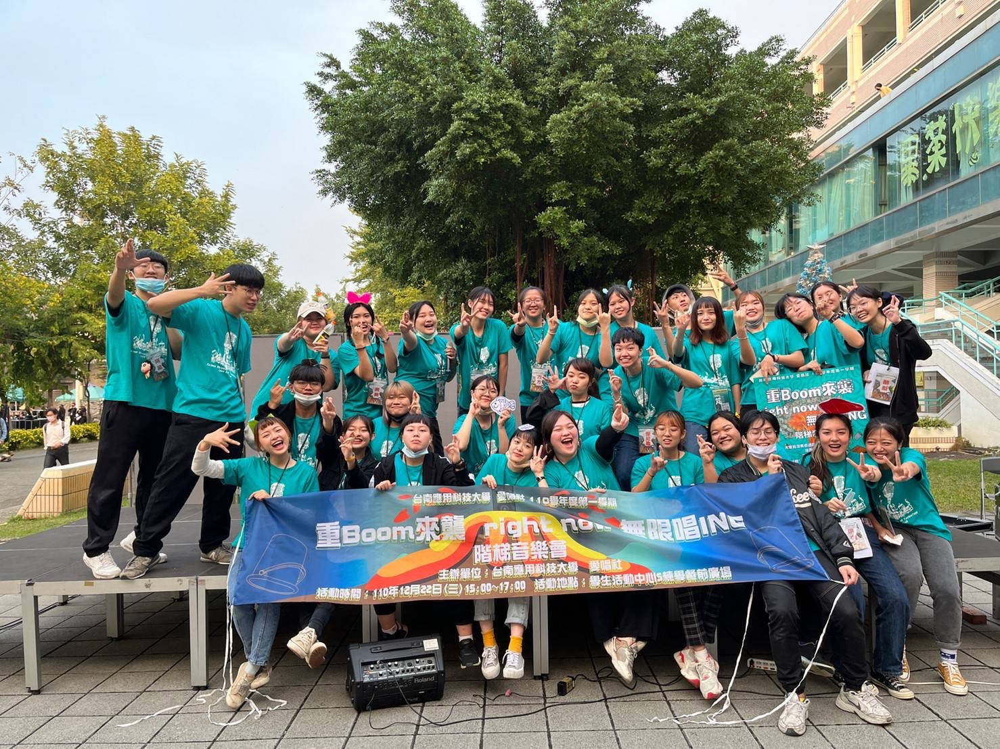 果菜
重Boom來襲
right now
無
階梯
台南應用科技大學 愛唱社 110學年度第一學期
重Boom來襲 right now 無限唱ING
階梯音樂會
主辦單位：台南應用科技大學 愛唱社
活動時間：110年12月22日(三)15:00~17:00 活動地點：學生活動中心S棟學餐前廣場
Roland